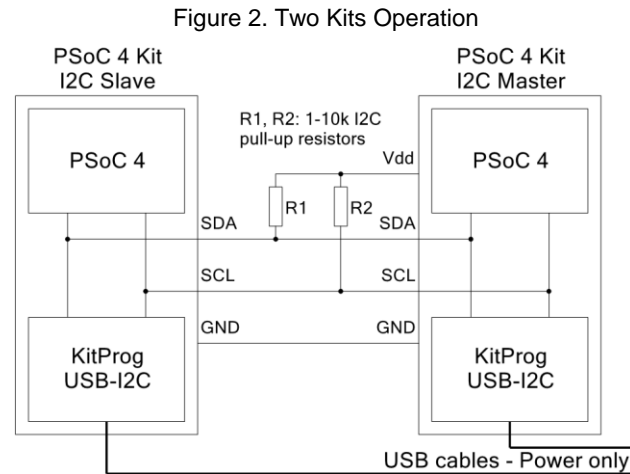 Figure 2. Two Kits Operation
PSoC 4 Kit
I2C Slave
PSoC 4 Kit
I2C Master
R1, R2: 1-10k I2C
pull-up resistors
Vdd
PSoC 4
PSoC 4
R1
R2
SDA
SDA
SCL
SCL
GND
GND
KitProg
USB-I2C
KitProg
USB-I2C
USB cables - Power only